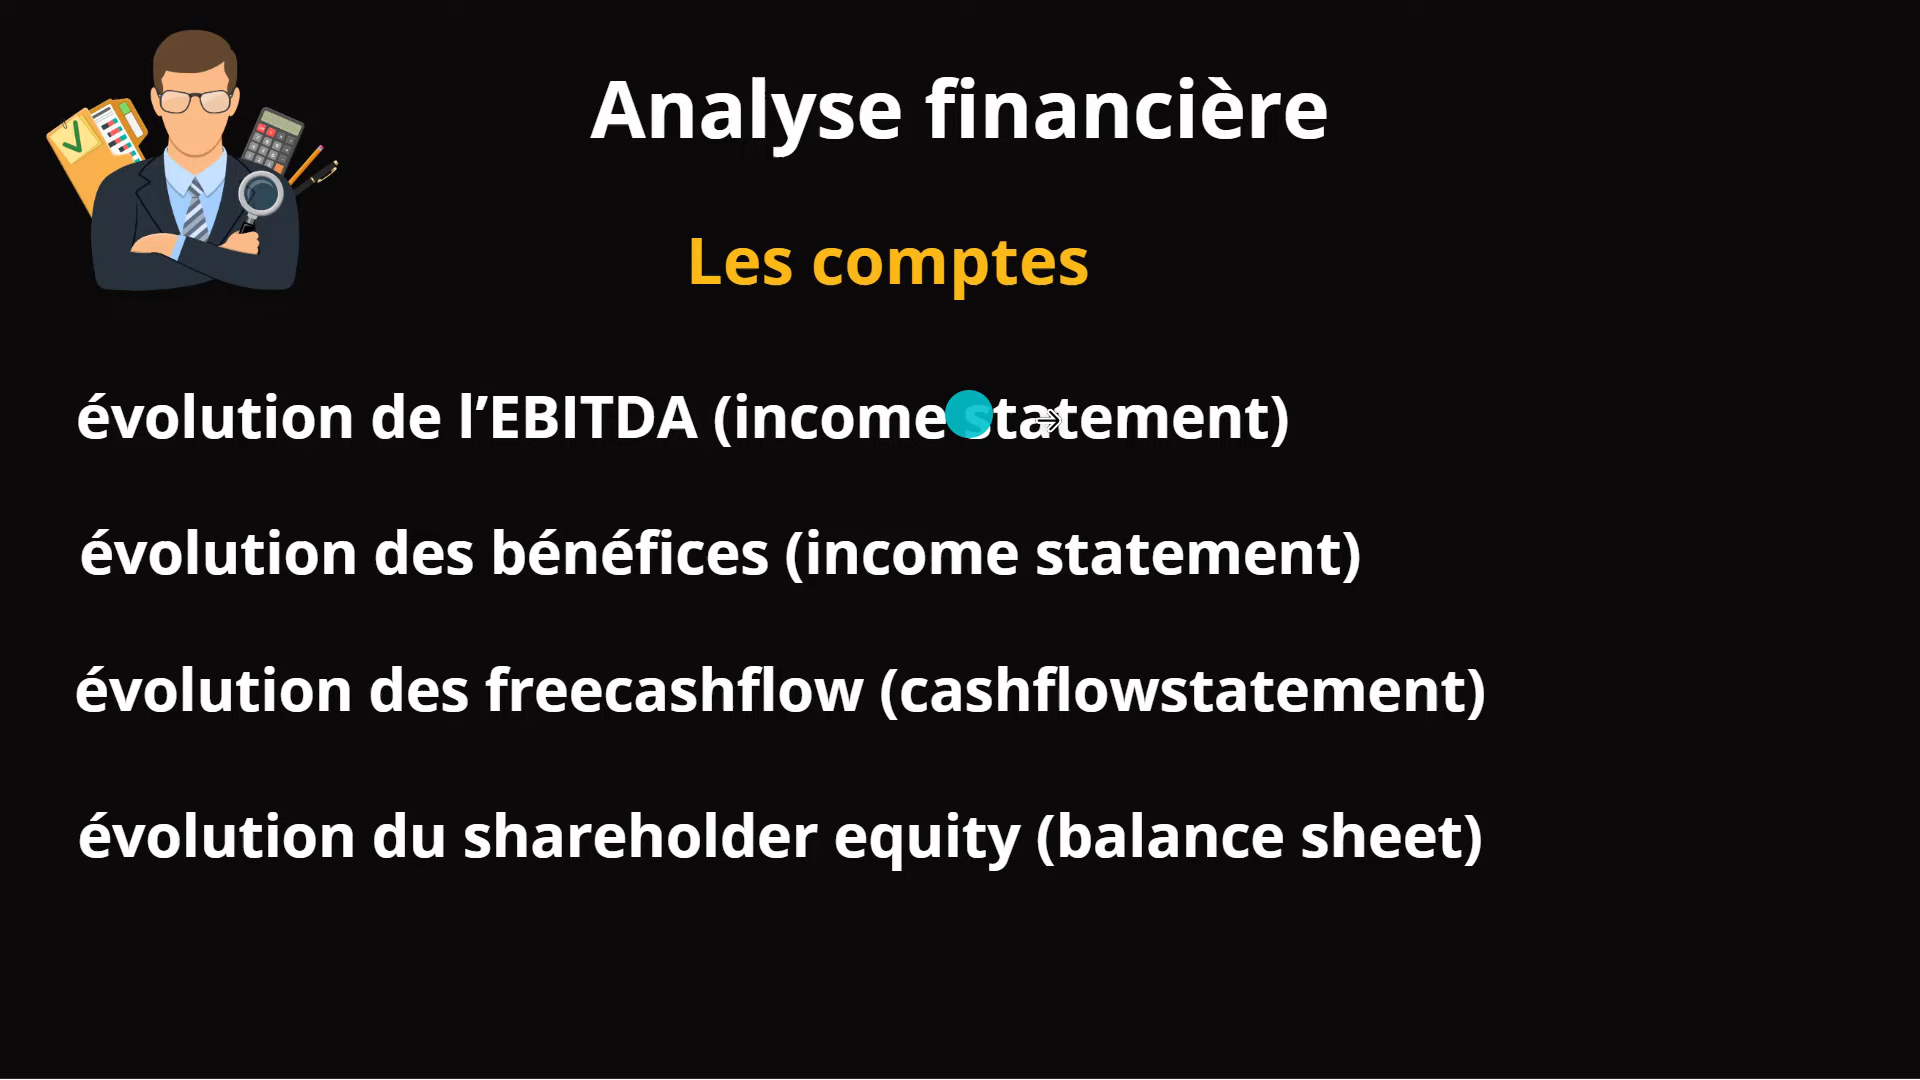 Analyse financière
Les comptes
évolution de l’EBITDA (income statement)
évolution des bénéfices (income statement)
évolution des freecashflow (cashflowstatement)
évolution du shareholder equity (balance sheet)